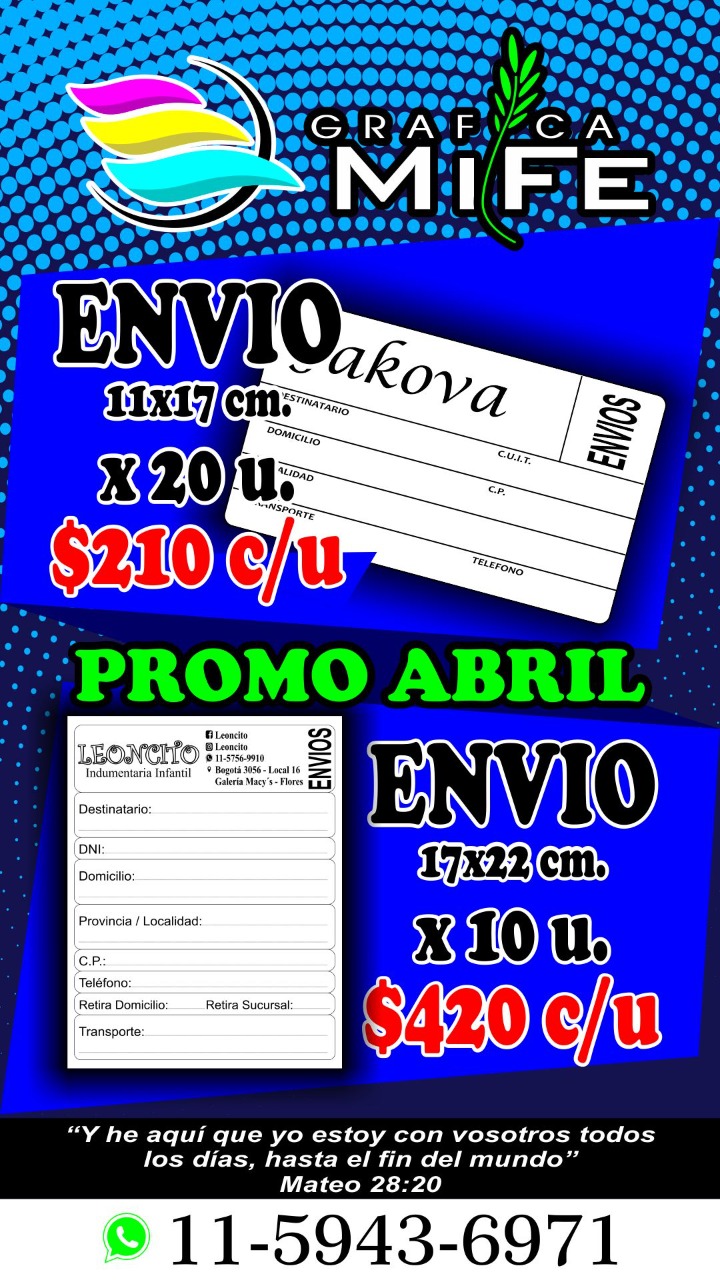 GRAFICA
MIFE
ENVIO
11x17 cm.
x 20 u.
$210 c/u
ENVIOS
DESTINATARIO
DOMICILIO
C.U.I.T.
C.P.
TELEFONO
PROMO ABRIL
LEONCITO
Indumentaria Infantil
Leoncito
Leoncito
11-5756-9910
Bogotá 3056 - Local 16
Galería Macy´s - Flores
ENVIOS
Destinatario:
DNI:
Domicilio:
Provincia / Localidad:
C.P.:
Teléfono:
Retira Domicilio: Retira Sucursal:
Transporte:
ENVIO
17x22 cm.
x 10 u.
$420 c/u
“Y he aquí que yo estoy con vosotros todos
los días, hasta el fin del mundo”
Mateo 28:20
11-5943-6971